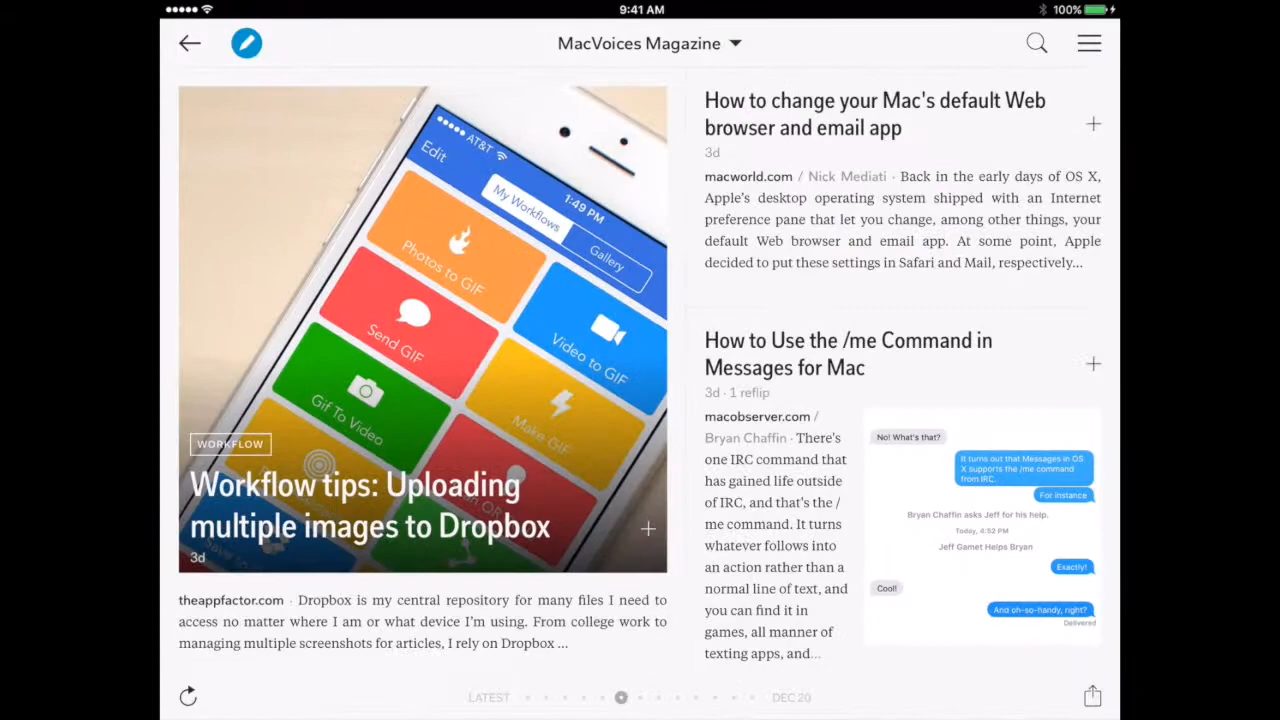 9:41 AM
100%
MacVoices Magazine
AT&T
1:49 PM
Edit
My Workflows
Gallery
Photos to GIF
Video to GIF
Send GIF
Make GIF
Gif To Video
WORKFLOW
Workflow tips: Uploading
multiple images to Dropbox
3d
theappfactor.com · Dropbox is my central repository for many files I need to
access no matter where I am or what device I'm using. From college work to
managing multiple screenshots for articles, I rely on Dropbox ...
How to change your Mac's default Web
browser and email app
3d
macworld.com / Nick Mediati · Back in the early days of OS X,
Apple's desktop operating system shipped with an Internet
preference pane that let you change, among other things, your
default Web browser and email app. At some point, Apple
decided to put these settings in Safari and Mail, respectively...
How to Use the /me Command in
Messages for Mac
3d · 1 reflip
macobserver.com /
Bryan Chaffin · There's
one IRC command that
has gained life outside
of IRC, and that's the /
me command. It turns
whatever follows into
an action rather than a
normal line of text, and
you can find it in
games, all manner of
texting apps, and...
No! What's that?
It turns out that Messages in OS
X supports the /me command
from IRC.
For instance
Bryan Chaffin asks Jeff for his help.
Today, 4:52 PM
Jeff Gamet Helps Bryan
Exactly!
Cool!
And oh-so-handy, right?
Delivered
LATEST
DEC 20